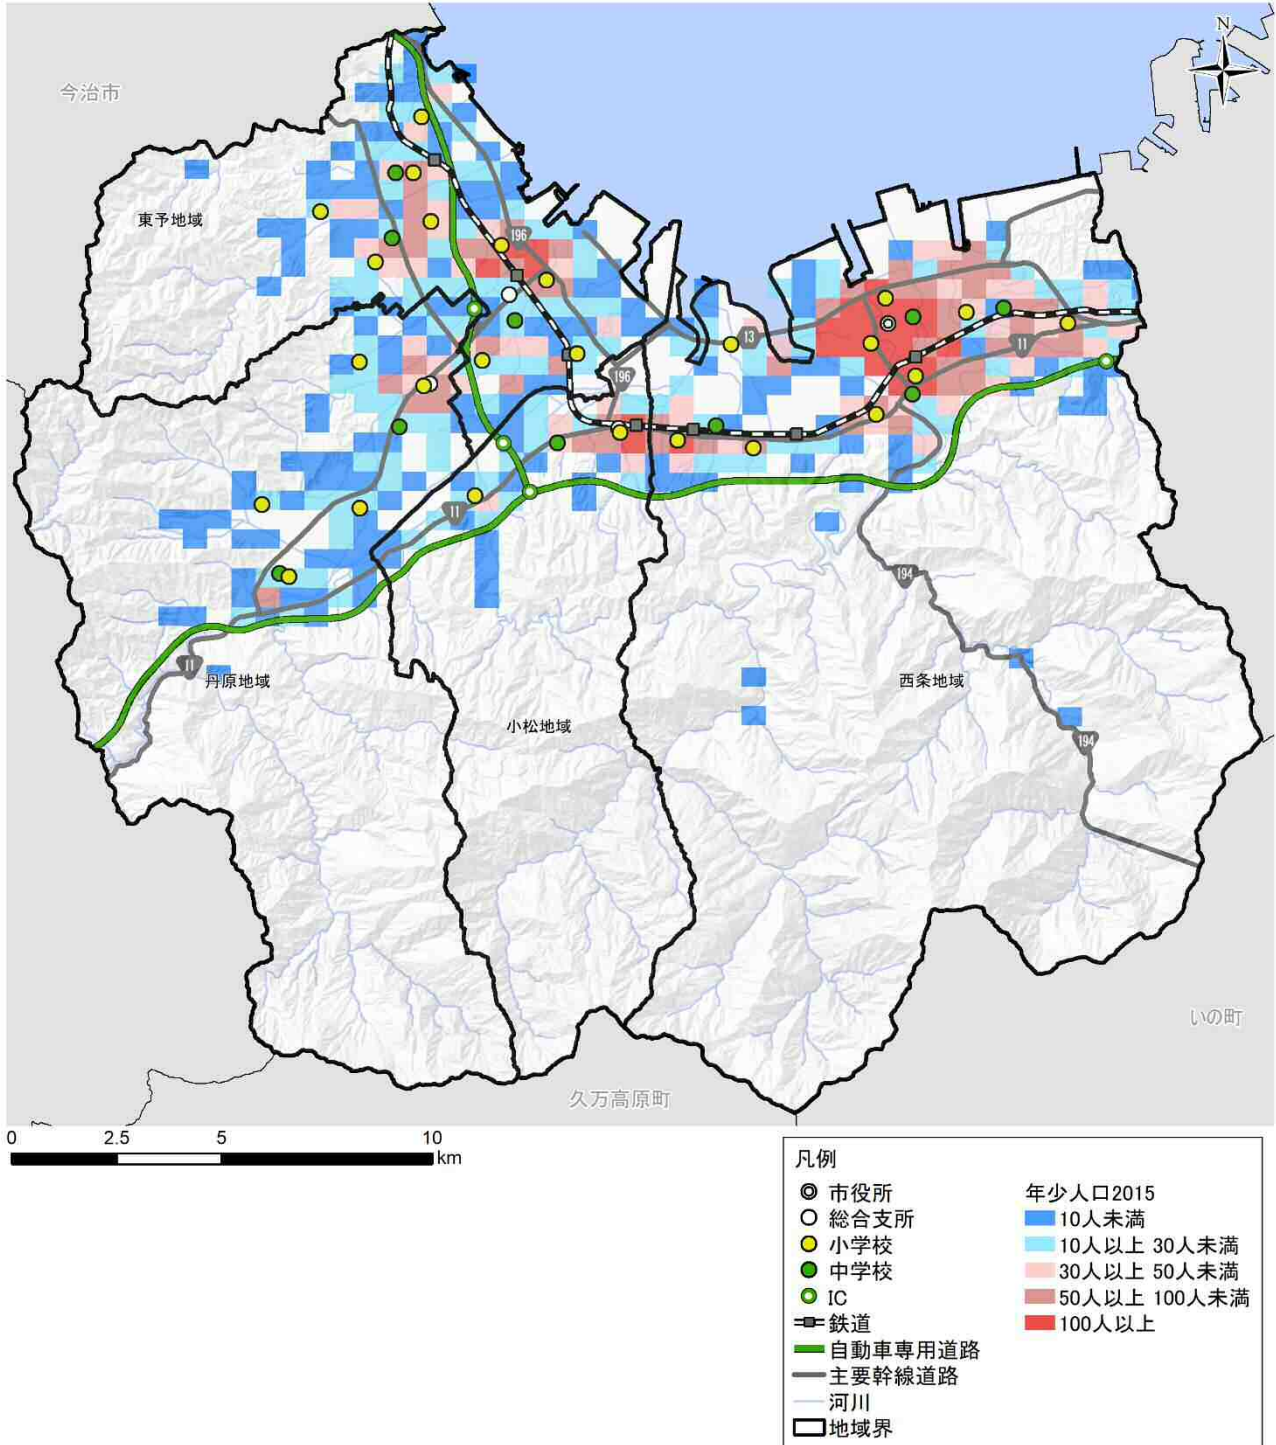 N
今治市
東予地域
196
13
11
196
11
194
11
丹原地域
西条地域
小松地域
194
いの町
久万高原町
0 2.5 5 10
km
凡例
市役所
総合支所
小学校
中学校
IC
鉄道
自動車専用道路
主要幹線道路
河川
地域界
年少人口2015
10人未満
10人以上 30人未満
30人以上 50人未満
50人以上 100人未満
100人以上